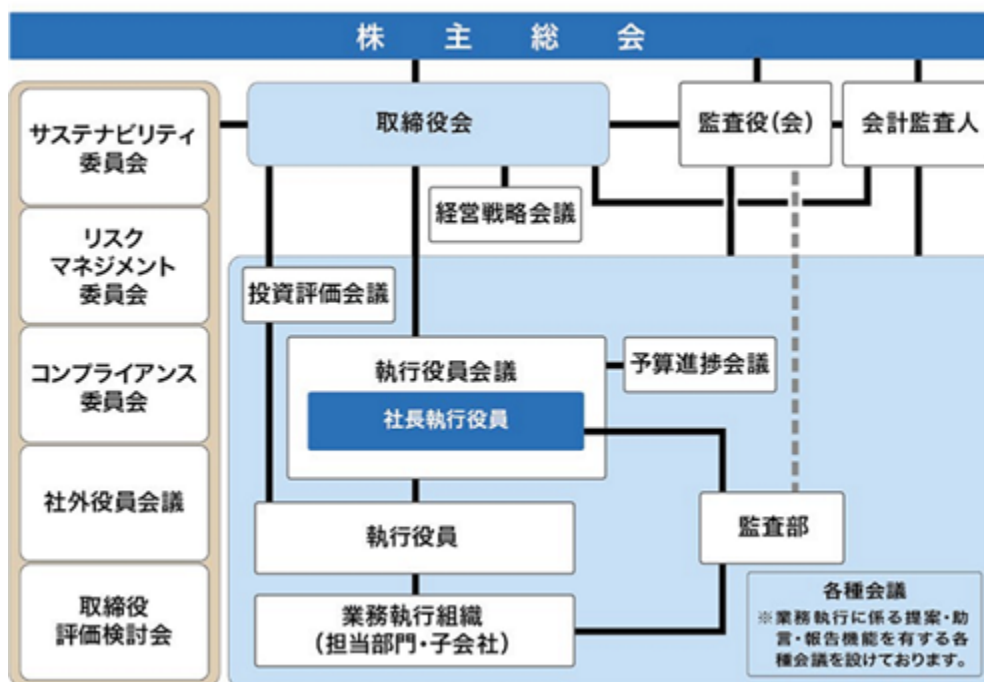 株主総会
サステナビリティ
委員会
リスク
マネジメント
委員会
コンプライアンス
委員会
社外役員会議
取締役
評価検討会
取締役会
監査役(会)
会計監査人
経営戦略会議
投資評価会議
執行役員会議
社長執行役員
予算進捗会議
執行役員
監査部
業務執行組織
(担当部門・子会社)
各種会議
※業務執行に係る提案・助
言・報告機能を有する各
種会議を設けております。